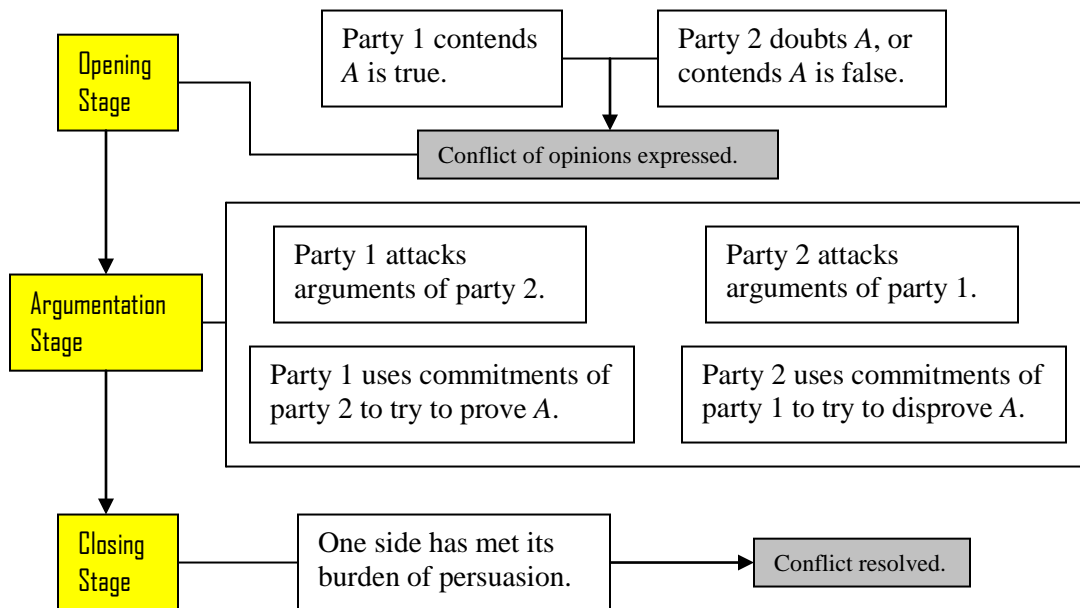 Opening
Stage
Party 1 contends
A is true.
Party 2 doubts A, or
contends A is false.
Conflict of opinions expressed.
Argumentation
Stage
Party 1 attacks
arguments of party 2.
Party 2 attacks
arguments of party 1.
Party 1 uses commitments of
party 2 to try to prove A.
Party 2 uses commitments of
party 1 to try to disprove A.
Closing
Stage
One side has met its
burden of persuasion.
Conflict resolved.